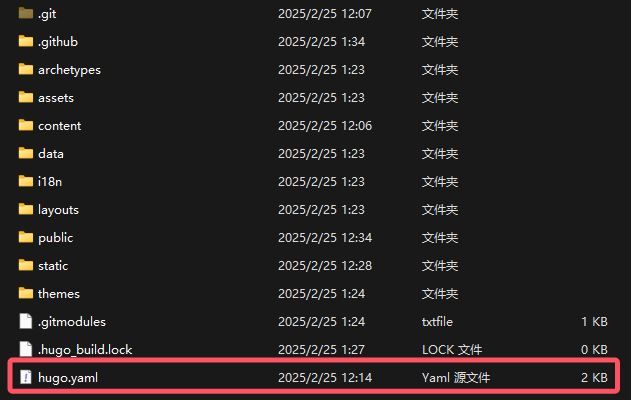 .git 2025/2/25 12:07 文件夹
.github 2025/2/25 1:34 文件夹
archetypes 2025/2/25 1:23 文件夹
assets 2025/2/25 1:23 文件夹
content 2025/2/25 12:06 文件夹
data 2025/2/25 1:23 文件夹
i18n 2025/2/25 1:23 文件夹
layouts 2025/2/25 1:23 文件夹
public 2025/2/25 12:34 文件夹
static 2025/2/25 12:28 文件夹
themes 2025/2/25 1:24 文件夹
.gitmodules 2025/2/25 1:24 txtfile 1 KB
.hugo_build.lock 2025/2/25 1:27 LOCK 文件 0 KB
hugo.yaml 2025/2/25 12:14 Yaml 源文件 2 KB